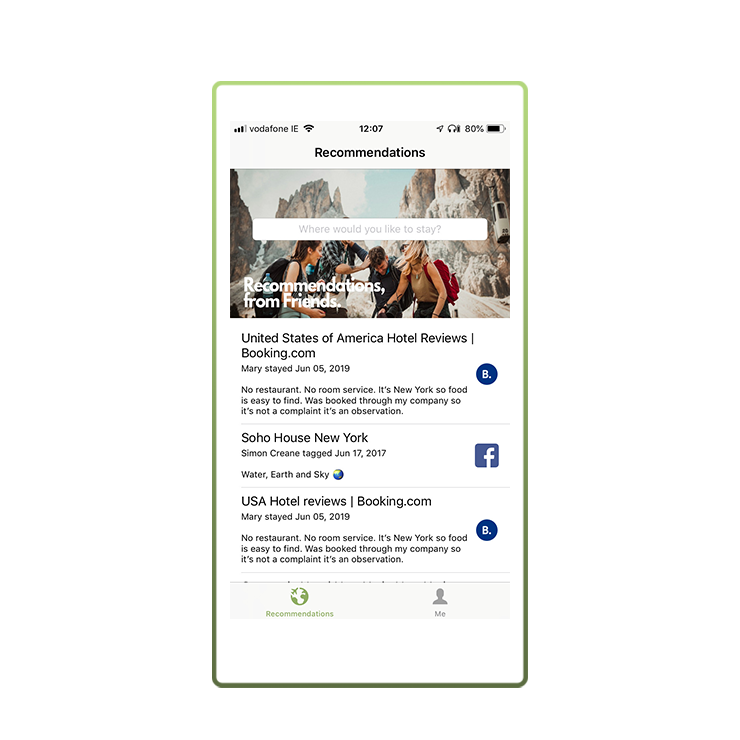 vodafone IE 12:07 80%
Recommendations
Where would you like to stay?
Recommendations,
from Friends.
United States of America Hotel Reviews |
Booking.com
Mary stayed Jun 05, 2019
B.
No restaurant. No room service. It's New York so food
is easy to find. Was booked through my company so
it's not a complaint it's an observation.
Soho House New York
Simon Creane tagged Jun 17, 2017
f
Water, Earth and Sky 🌏
USA Hotel reviews | Booking.com
Mary stayed Jun 05, 2019
B.
No restaurant. No room service. It's New York so food
is easy to find. Was booked through my company so
it's not a complaint it's an observation.
Recommendations
Me